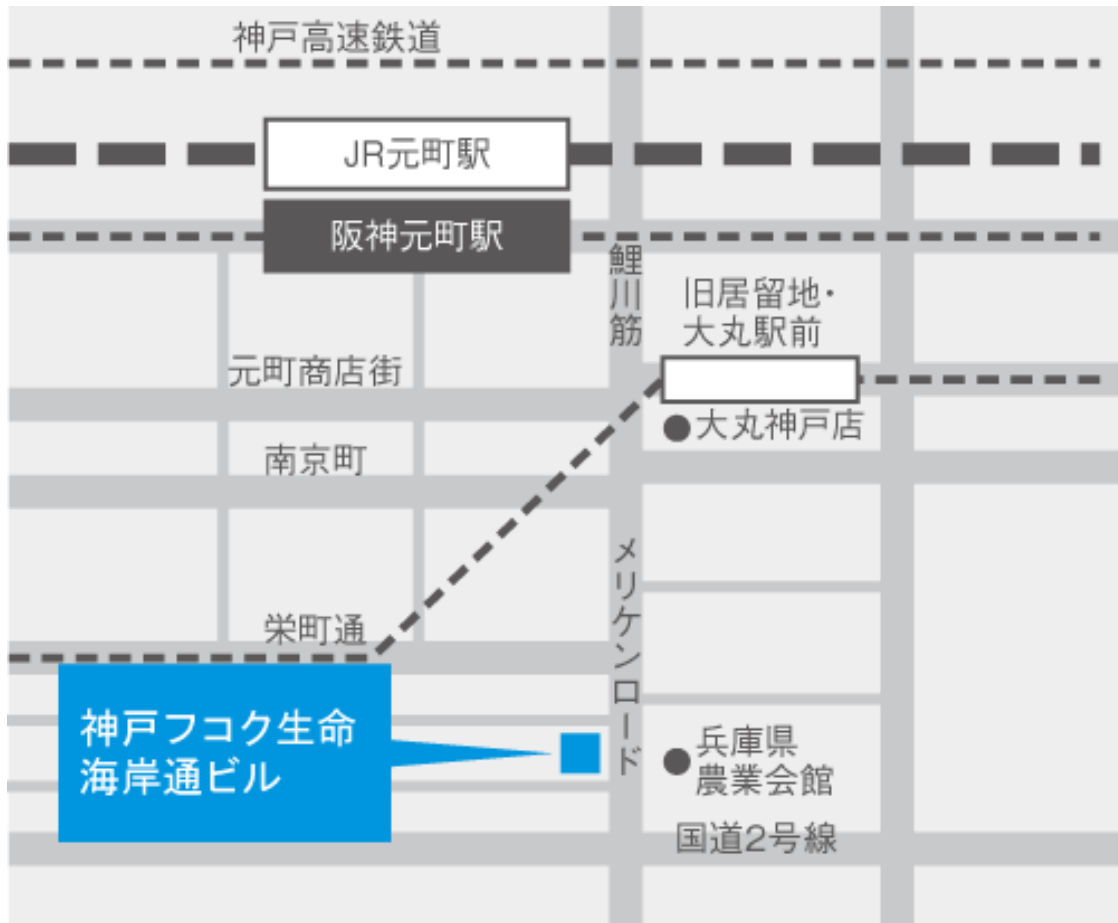 神戸高速鉄道
JR元町駅
阪神元町駅
鯉川筋
旧居留地・
大丸駅前
元町商店街
大丸神戸店
南京町
メリケンロード
栄町通
神戸フコク生命
海岸通ビル
兵庫県
農業会館
国道2号線